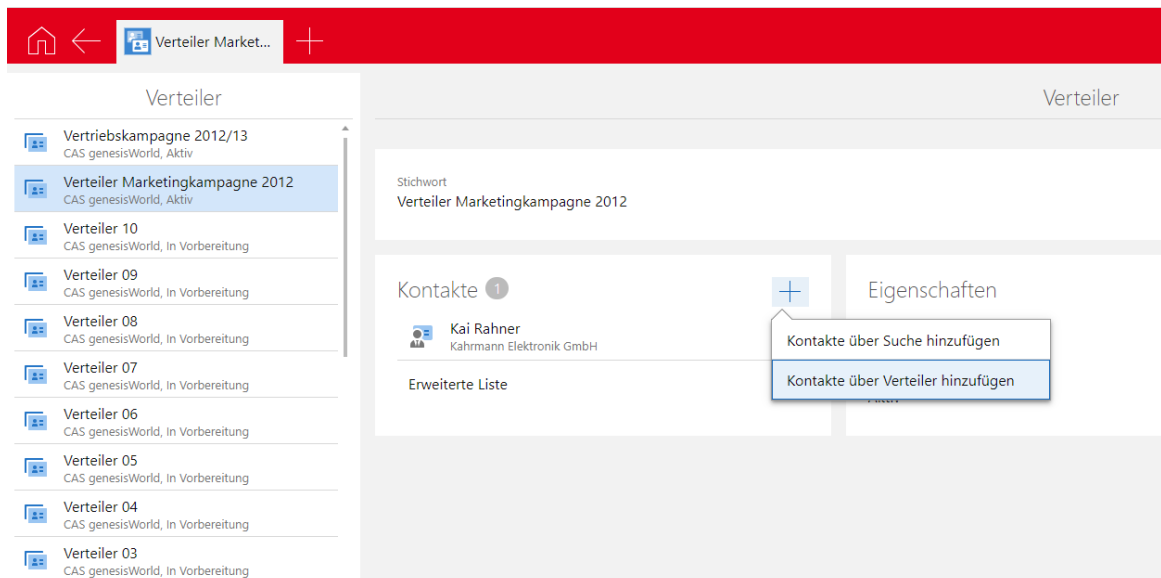 Verteiler Market...
Verteiler
Vertriebskampagne 2012/13
CAS genesisWorld, Aktiv
Verteiler Marketingkampagne 2012
CAS genesisWorld, Aktiv
Verteiler 10
CAS genesisWorld, In Vorbereitung
Verteiler 09
CAS genesisWorld, In Vorbereitung
Verteiler 08
CAS genesisWorld, In Vorbereitung
Verteiler 07
CAS genesisWorld, In Vorbereitung
Verteiler 06
CAS genesisWorld, In Vorbereitung
Verteiler 05
CAS genesisWorld, In Vorbereitung
Verteiler 04
CAS genesisWorld, In Vorbereitung
Verteiler 03
CAS genesisWorld, In Vorbereitung
Verteiler
Stichwort
Verteiler Marketingkampagne 2012
Kontakte 1
Kai Rahner
Kahrmann Elektronik GmbH
Erweiterte Liste
Kontakte über Suche hinzufügen
Kontakte über Verteiler hinzufügen
Eigenschaften